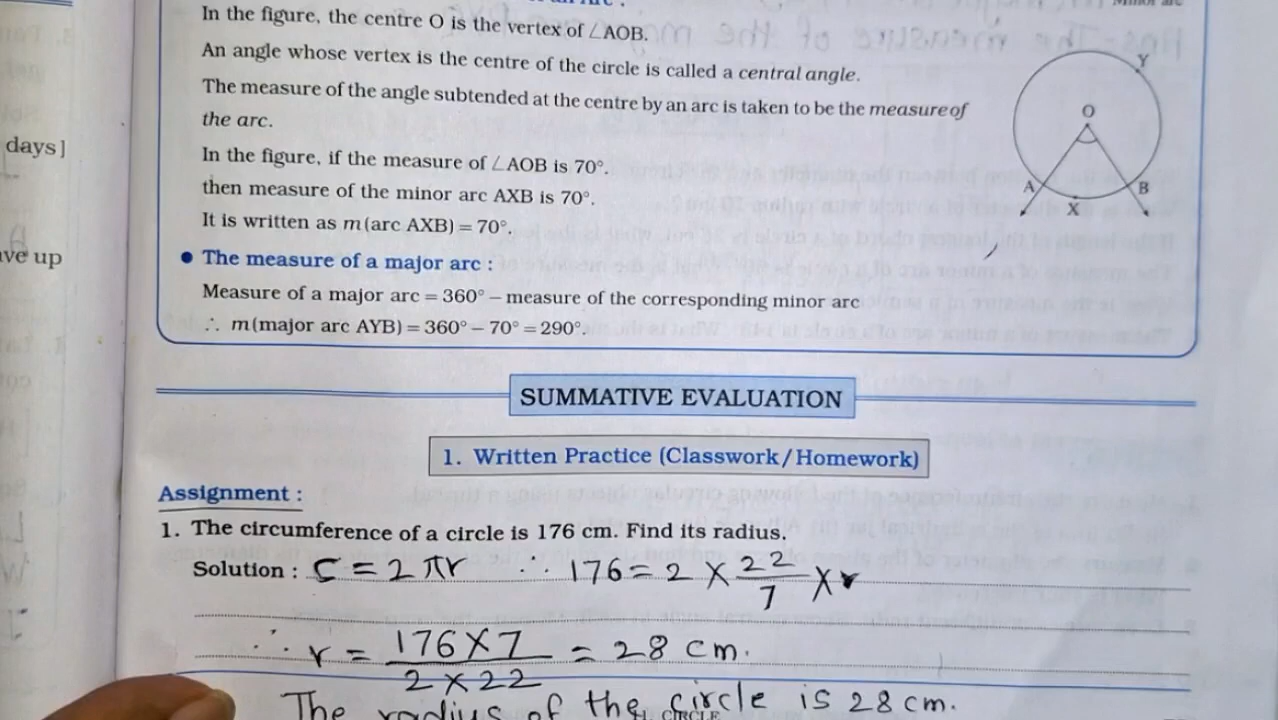 In the figure, the centre O is the vertex of ∠AOB.
An angle whose vertex is the centre of the circle is called a central angle.
The measure of the angle subtended at the centre by an arc is taken to be the measure of
the arc.
In the figure, if the measure of ∠AOB is 70°.
then measure of the minor arc AXB is 70°.
It is written as m(arc AXB) = 70°.
• The measure of a major arc :
Measure of a major arc = 360° – measure of the corresponding minor arc
∴ m(major arc AYB) = 360° – 70° = 290°.
Y
O
A
B
X
days]
ve up
SUMMATIVE EVALUATION
1. Written Practice (Classwork/Homework)
Assignment :
1. The circumference of a circle is 176 cm. Find its radius.
Solution : C = 2πr ∴ 176 = 2 × 22/7 × r
∴ r = 176 × 7 / 2 × 22 = 28 cm.
The radius of the circle is 28 cm.
CIRCLE